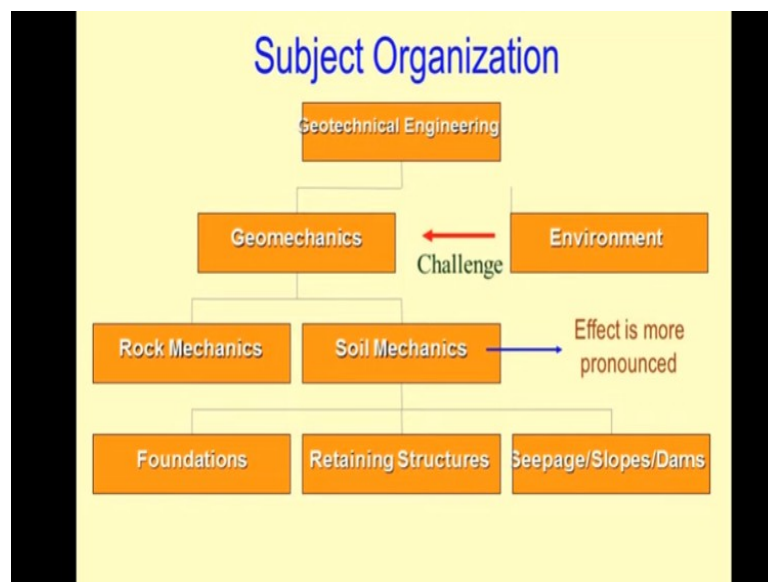 Subject Organization
Geotechnical Engineering
Geomechanics
Challenge
Environment
Rock Mechanics
Soil Mechanics
Effect is more
pronounced
Foundations
Retaining Structures
Seepage/Slopes/Dams